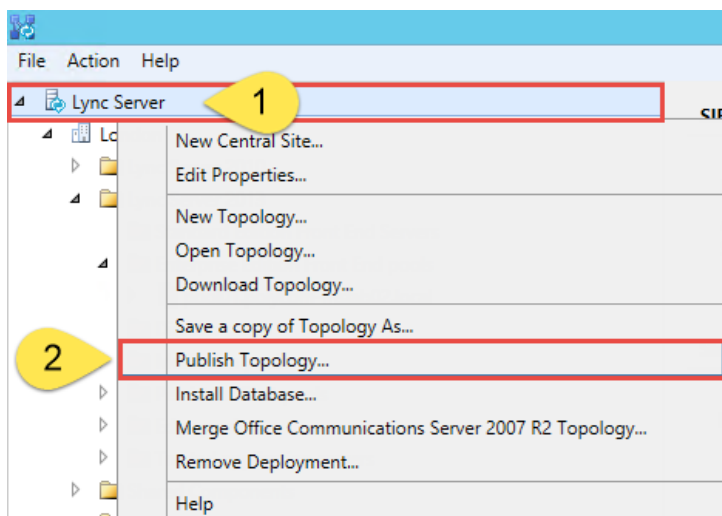 File Action Help
Lync Server
1
SIP
Lo
New Central Site...
Edit Properties...
New Topology...
Open Topology...
Download Topology...
Save a copy of Topology As...
2
Publish Topology...
Install Database...
Merge Office Communications Server 2007 R2 Topology...
Remove Deployment...
Help